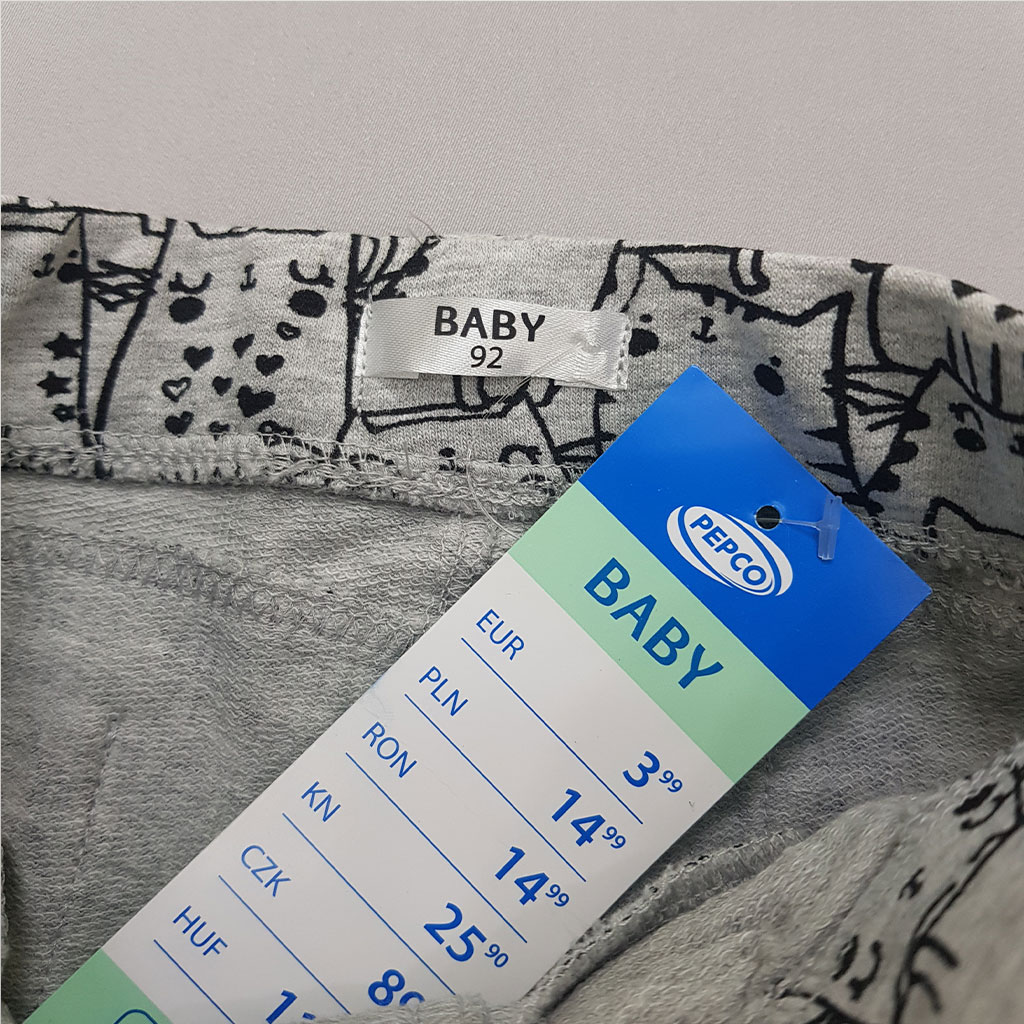 BABY
92
PEPCO
BABY
EUR 3⁹⁹
PLN 14⁹⁹
RON 14⁹⁹
KN 25⁹⁰
CZK
HUF